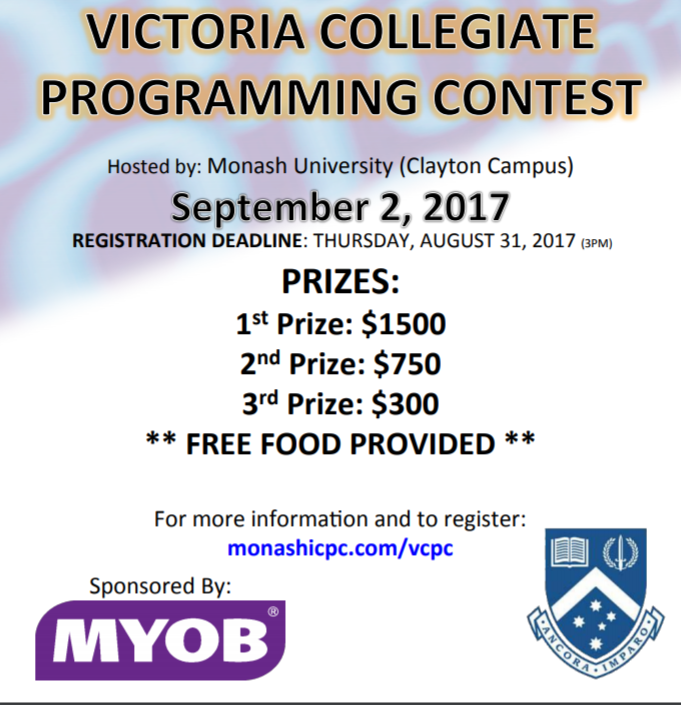 VICTORIA COLLEGIATE
PROGRAMMING CONTEST
Hosted by: Monash University (Clayton Campus)
September 2, 2017
REGISTRATION DEADLINE: THURSDAY, AUGUST 31, 2017 (3PM)
PRIZES:
1st Prize: $1500
2nd Prize: $750
3rd Prize: $300
** FREE FOOD PROVIDED **
For more information and to register:
monashicpc.com/vcpc
Sponsored By:
MYOB®
ANCORA IMPARO